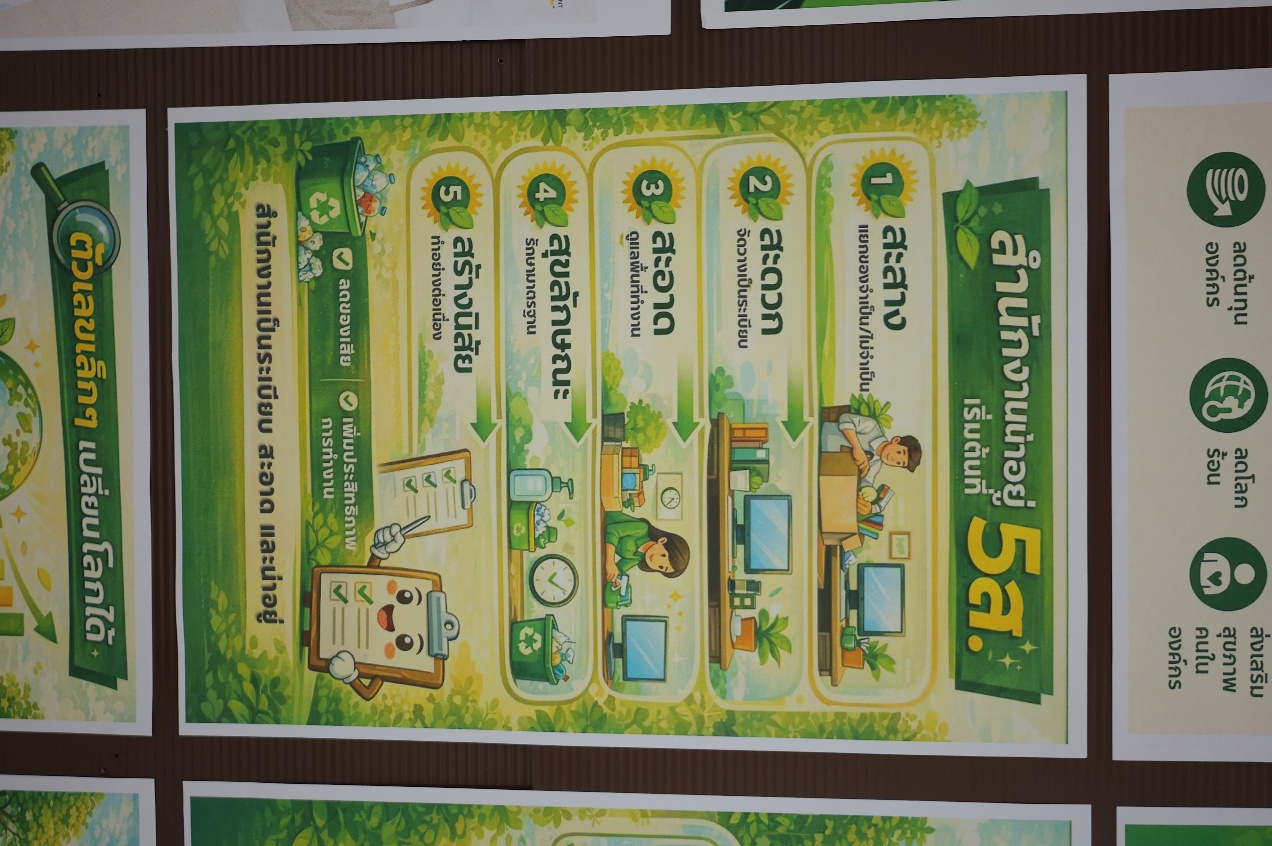 สำนักงานน่าอยู่
เริ่มต้นที่
5ส.
1
สะสาง
แยกของจำเป็น/ไม่จำเป็น
2
สะดวก
จัดวางเป็นระเบียบ
3
สะอาด
ดูแลพื้นที่ทำงาน
4
สุขลักษณะ
รักษามาตรฐาน
5
สร้างนิสัย
ทำอย่างต่อเนื่อง
ลดของเสีย
เพิ่มประสิทธิภาพ
การทำงาน
สำนักงานเป็นระเบียบ สะอาด และน่าอยู่
ลดต้นทุน
องค์กร
ลดโลก
ร้อน
ส่งเสริม
สุขภาพ
คนใน
องค์กร
ตัวเลขเล็กๆ เปลี่ยนโลกได้